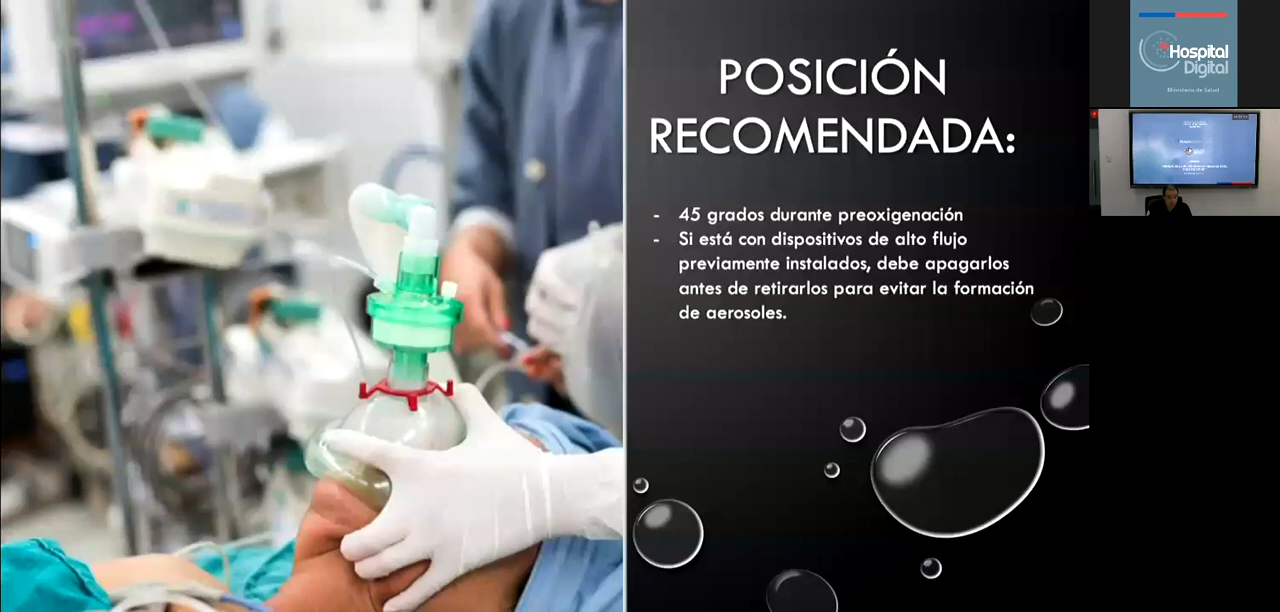 POSICIÓN
RECOMENDADA:
- 45 grados durante preoxigenación
- Si está con dispositivos de alto flujo
previamente instalados, debe apagarlos
antes de retirarlos para evitar la formación
de aerosoles.
Hospital
Digital
Ministerio de Salud